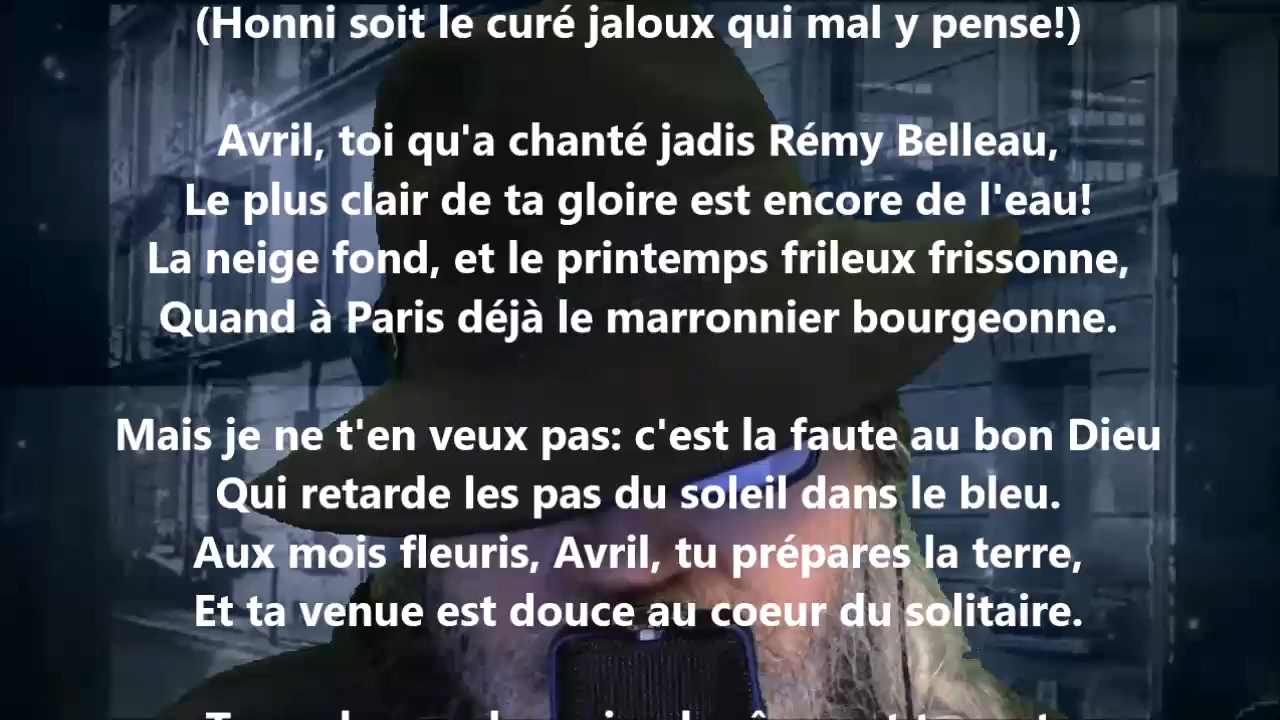 (Honni soit le curé jaloux qui mal y pense!)
Avril, toi qu'a chanté jadis Rémy Belleau,
Le plus clair de ta gloire est encore de l'eau!
La neige fond, et le printemps frileux frissonne,
Quand à Paris déjà le marronnier bourgeonne.
Mais je ne t'en veux pas: c'est la faute au bon Dieu
Qui retarde les pas du soleil dans le bleu.
Aux mois fleuris, Avril, tu prépares la terre,
Et ta venue est douce au coeur du solitaire.